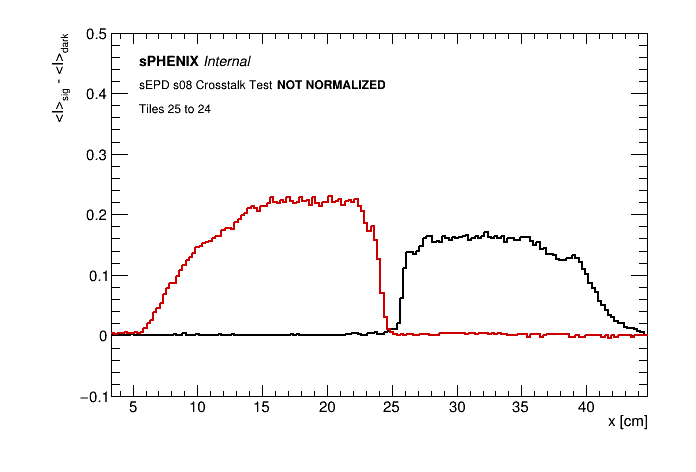 <I>sig - <I>dark
0.5
sPHENIX Internal
sEPD s08 Crosstalk Test NOT NORMALIZED
0.4
Tiles 25 to 24
0.3
0.2
0.1
0
−0.1
5 10 15 20 25 30 35 40
x [cm]